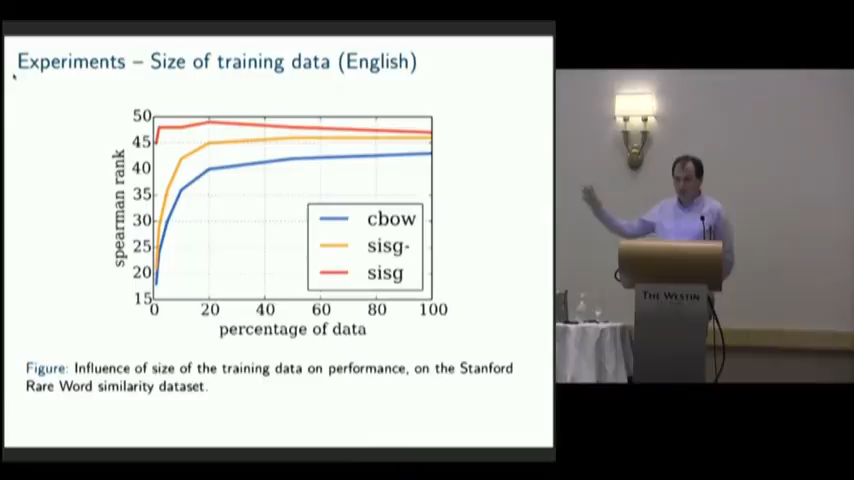 Experiments – Size of training data (English)
50
45
40
35
30
25
20
15
spearman rank
cbow
sisg-
sisg
0 20 40 60 80 100
percentage of data
Figure: Influence of size of the training data on performance, on the Stanford
Rare Word similarity dataset.
THE WESTIN